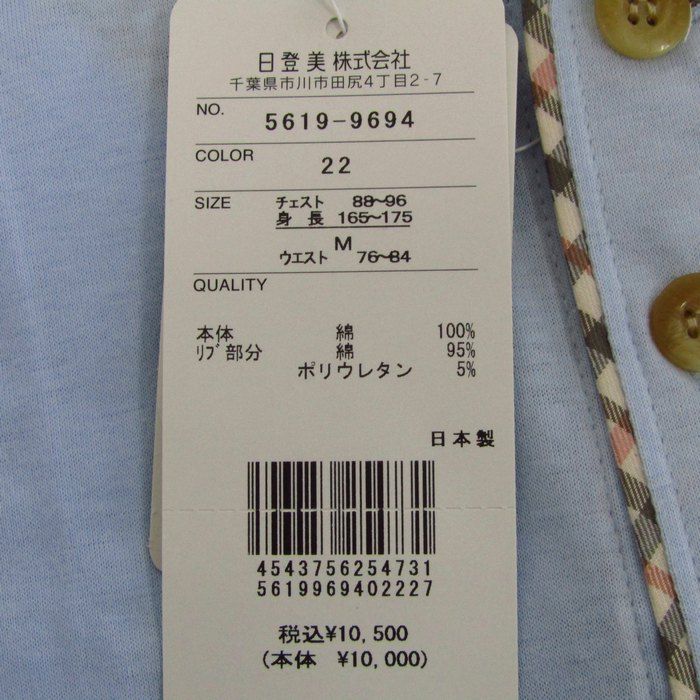 日登美株式会社
千葉県市川市田尻4丁目2-7
NO. 5619-9694
COLOR 22
SIZE チェスト 88~96
身長 165~175
M
ウエスト 76~84
QUALITY
本体 綿 100%
ﾘﾌﾞ部分 綿 95%
ポリウレタン 5%
日本製
4543756254731
5619969402227
税込¥10,500
(本体 ¥10,000)